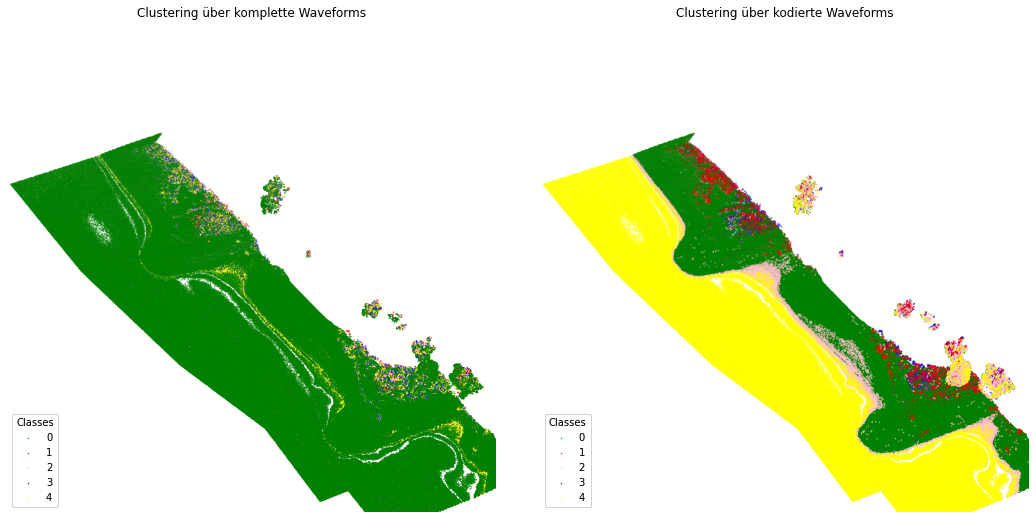 Clustering über komplette Waveforms
Clustering über kodierte Waveforms
Classes
0
1
2
3
4
Classes
0
1
2
3
4